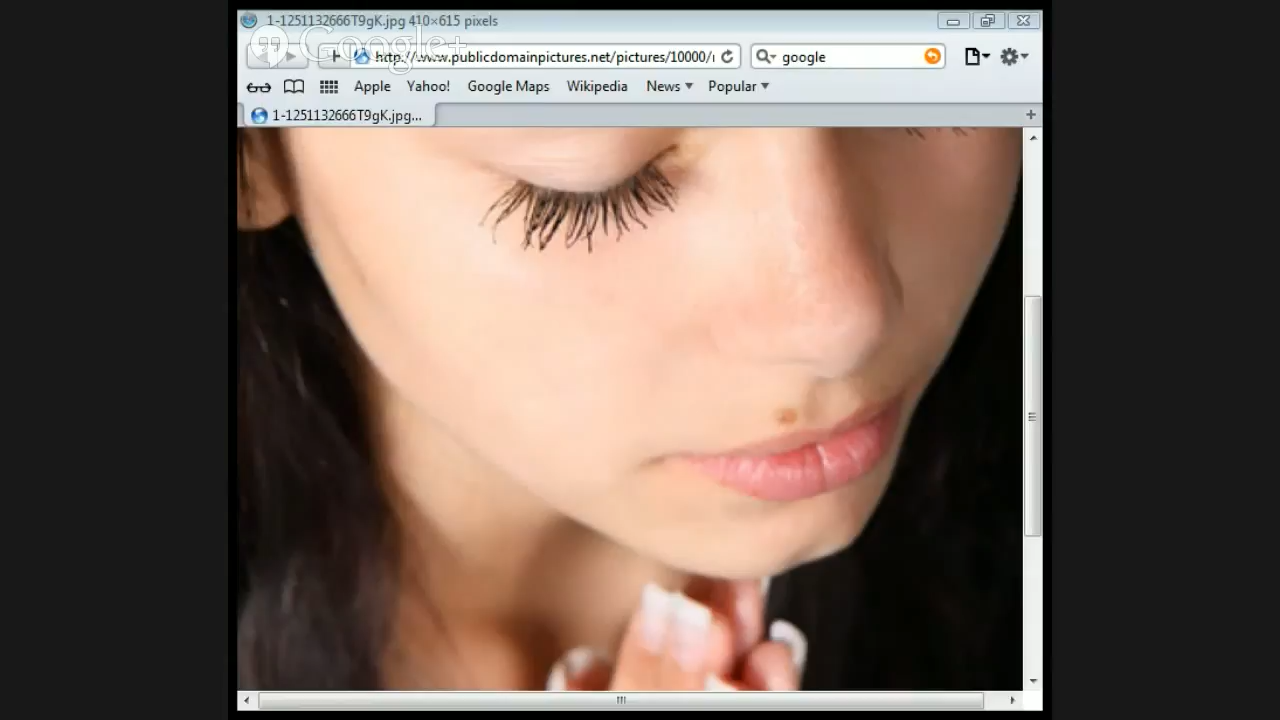 1-1251132666T9gK.jpg 410×615 pixels
Google+
http://www.publicdomainpictures.net/pictures/10000/
google
Apple Yahoo! Google Maps Wikipedia News Popular
1-1251132666T9gK.jpg...